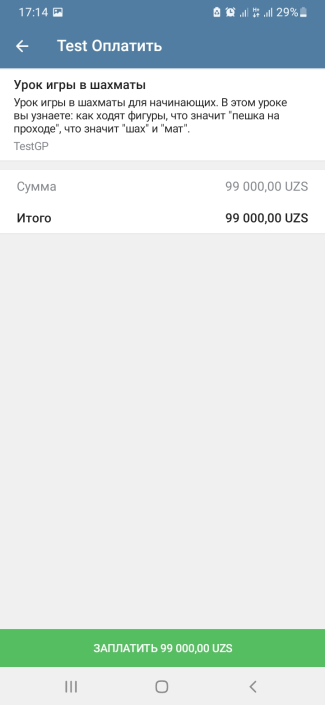 17:14 29%
Test Оплатить
Урок игры в шахматы
Урок игры в шахматы для начинающих. В этом уроке
вы узнаете: как ходят фигуры, что значит "пешка на
проходе", что значит "шах" и "мат".
TestGP
Сумма 99 000,00 UZS
Итого 99 000,00 UZS
ЗАПЛАТИТЬ 99 000,00 UZS